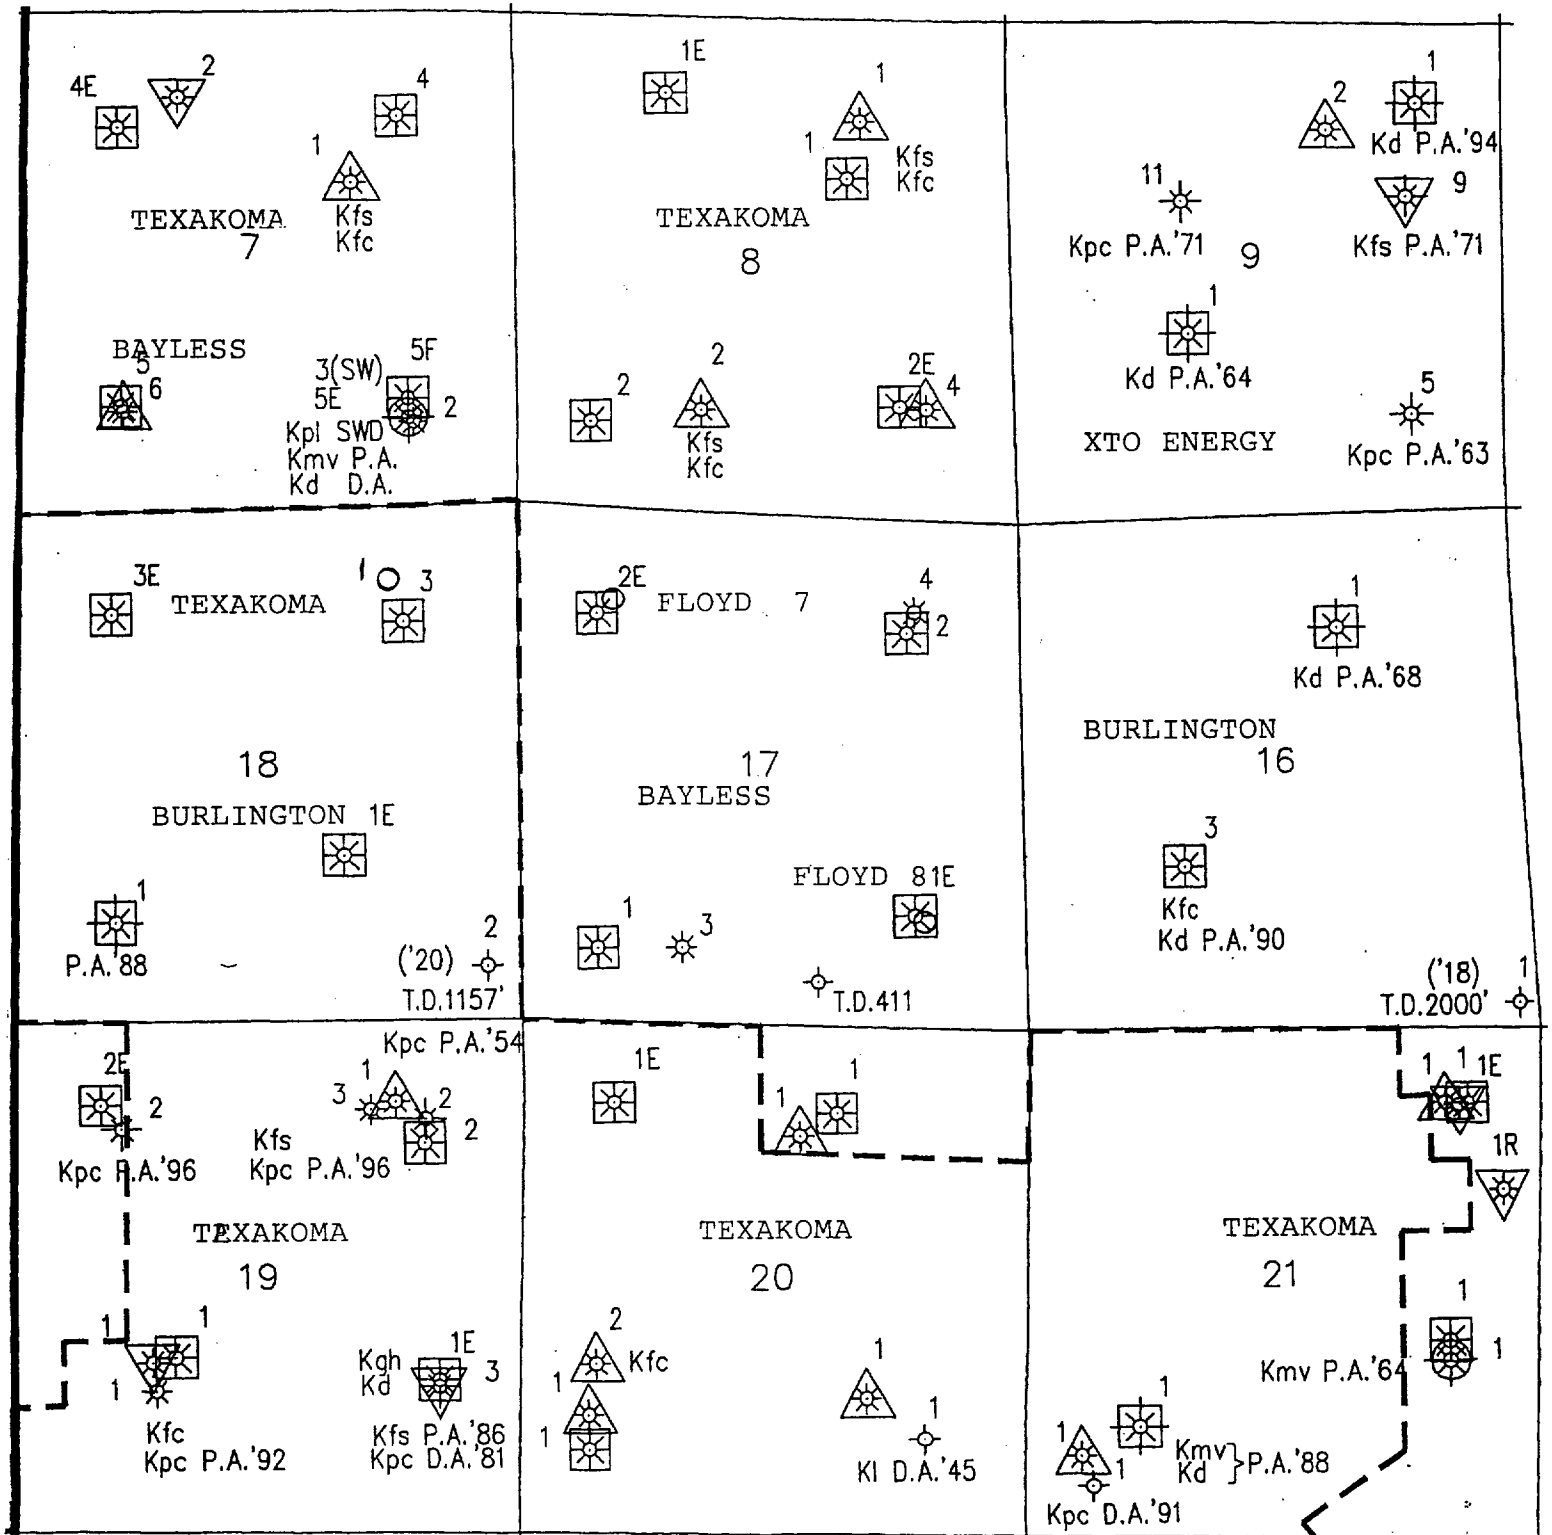 4E
2
4
1
Kfs
Kfc
TEXAKOMA
7
BAYLESS
5
6
3(SW)
5F
5E
2
Kpl SWD
Kmv P.A.
Kd D.A.
1E
1
1
Kfs
Kfc
TEXAKOMA
8
2
2
Kfs
Kfc
2E
4
1
2
Kd P.A.'94
11
Kpc P.A.'71
9
Kfs P.A.'71
9
1
Kd P.A.'64
5
XTO ENERGY
Kpc P.A.'63
3E
TEXAKOMA
1
3
18
BURLINGTON
1E
1
P.A.'88
2
('20)
T.D.1157'
2E
FLOYD 7
4
2
17
BAYLESS
FLOYD 8
1E
1
3
T.D.411
1
Kd P.A.'68
BURLINGTON
16
3
Kfc
Kd P.A.'90
('18)
1
T.D.2000'
Kpc P.A.'54
2E
2
Kpc P.A.'96
3
1
2
2
Kfs
Kpc P.A.'96
TEXAKOMA
19
1
1
1
Kfc
Kpc P.A.'92
Kgh
Kd
1E
3
Kfs P.A.'86
Kpc D.A.'81
1E
1
1
TEXAKOMA
20
2
Kfc
1
1
1
1
Kl D.A.'45
1
1
1E
1R
TEXAKOMA
21
1
Kmv P.A.'64
1
1
1
Kmv
Kd }P.A.'88
1
Kpc D.A.'91